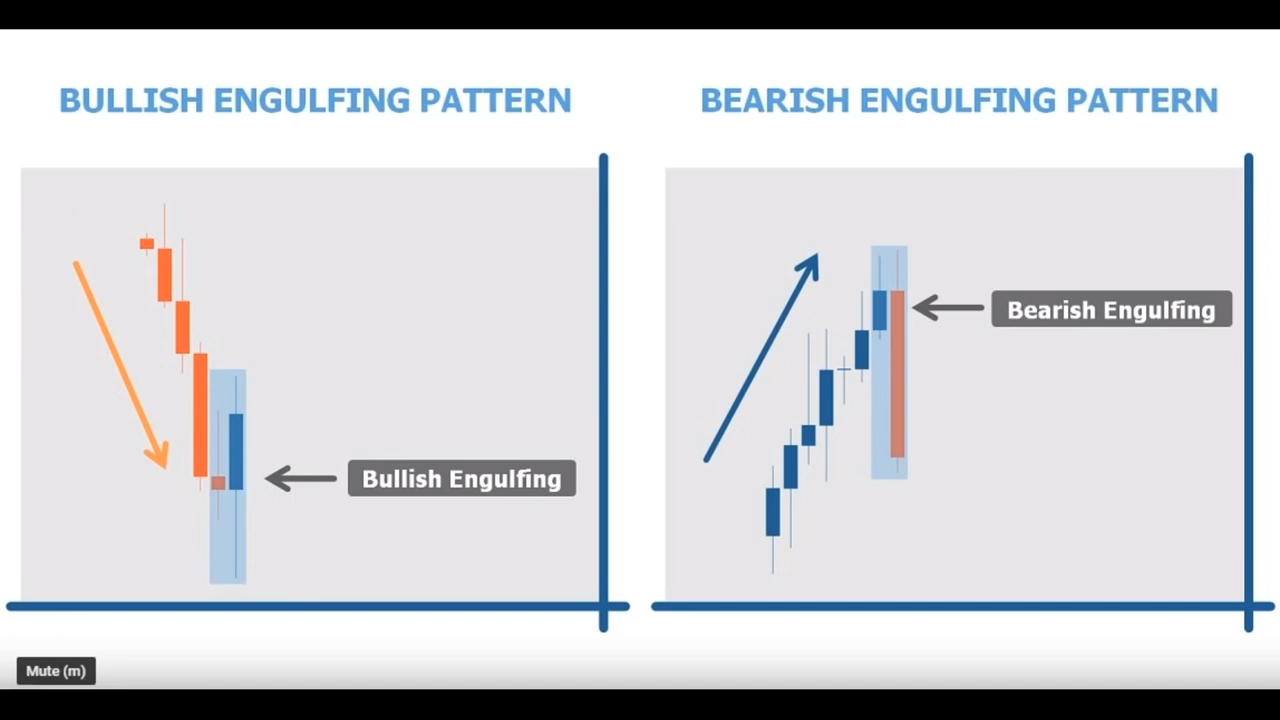 BULLISH ENGULFING PATTERN
BEARISH ENGULFING PATTERN
Bearish Engulfing
Bullish Engulfing
Mute (m)